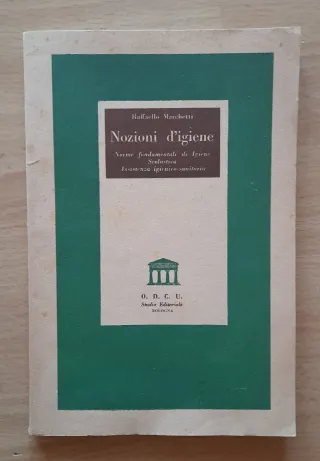 Raffaello Marchetti
Nozioni d'igiene
Norme fondamentali di Igiene
Scolastica
Assistenza igienico-sanitaria
O. D. C. U.
Studio Editoriale
BOLOGNA